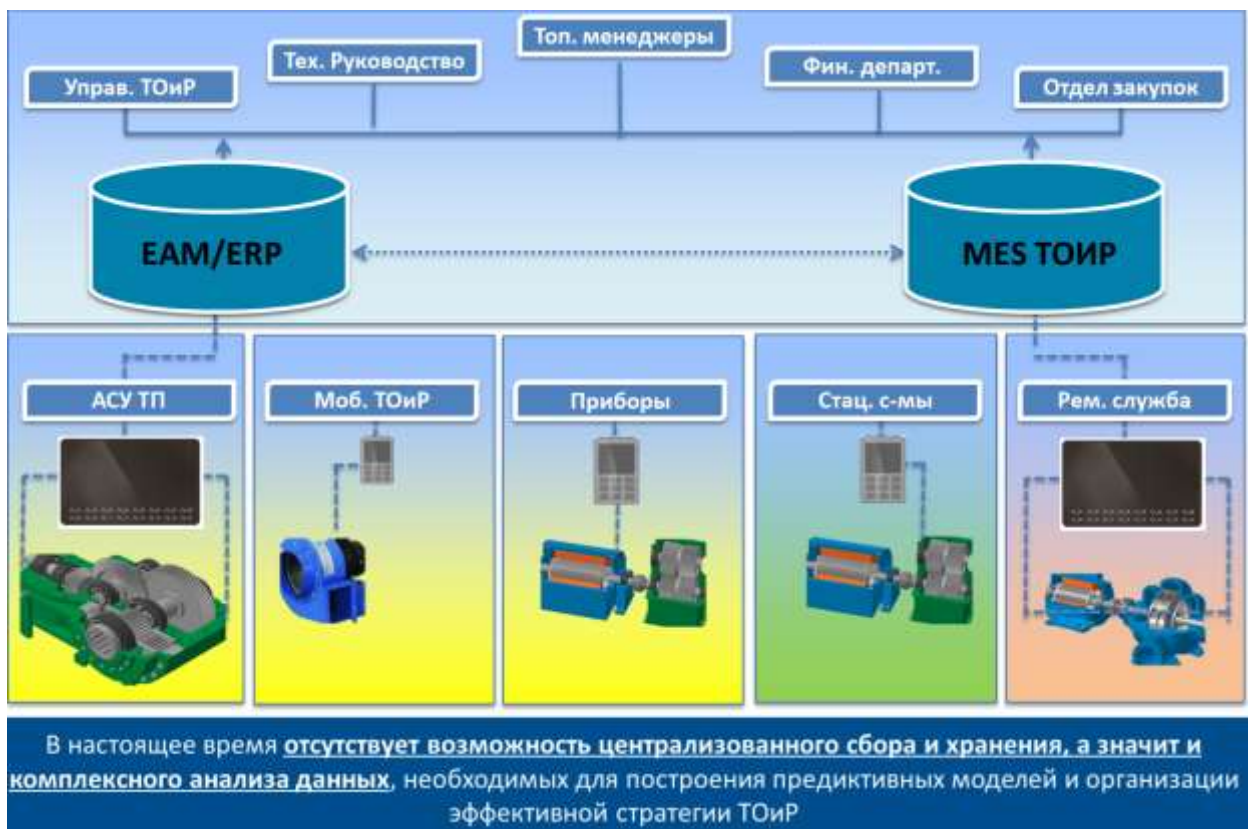 Топ. менеджеры
Тех. Руководство
Фин. департ.
Управ. ТОиР
Отдел закупок
EAM/ERP
MES ТОИР
АСУ ТП
Моб. ТОиР
Приборы
Стац. с-мы
Рем. служба
В настоящее время отсутствует возможность централизованного сбора и хранения, а значит и
комплексного анализа данных, необходимых для построения предиктивных моделей и организации
эффективной стратегии ТОиР